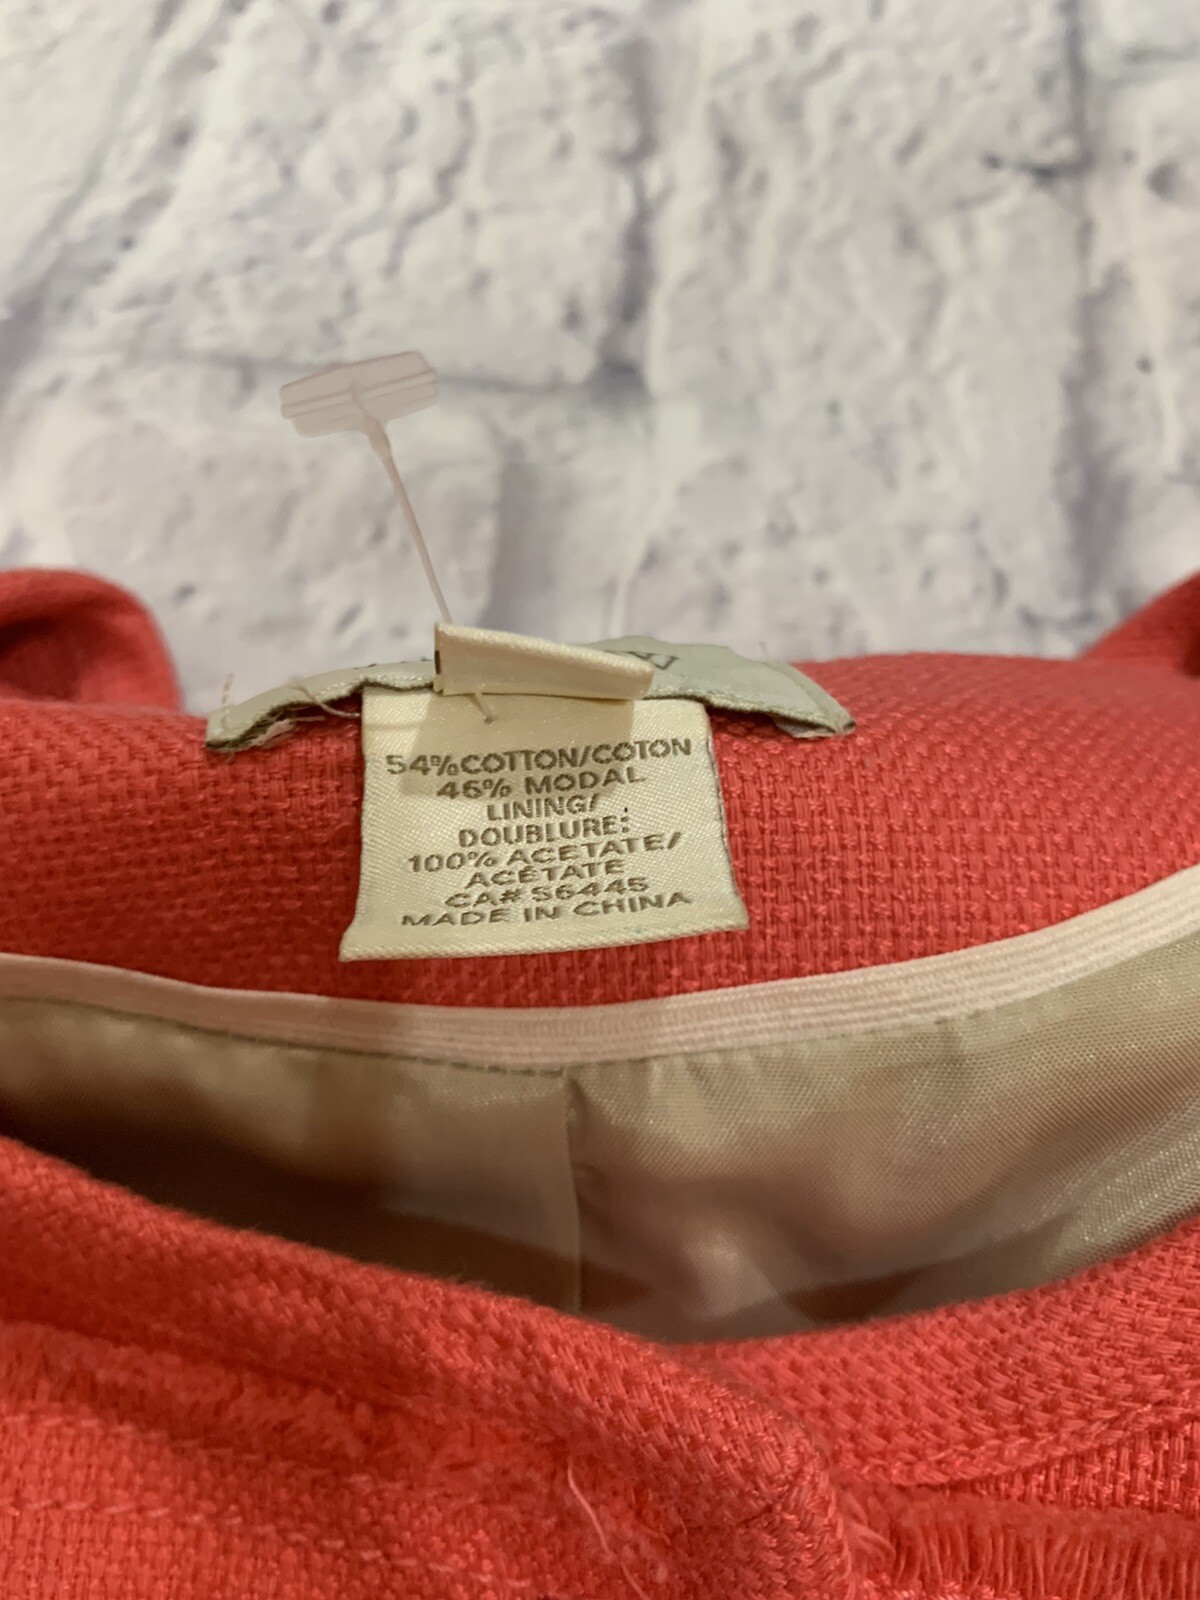 54%COTTON/COTON
46% MODAL
LINING/
DOUBLURE:
100% ACETATE/
ACÉTATE
CA# 56445
MADE IN CHINA